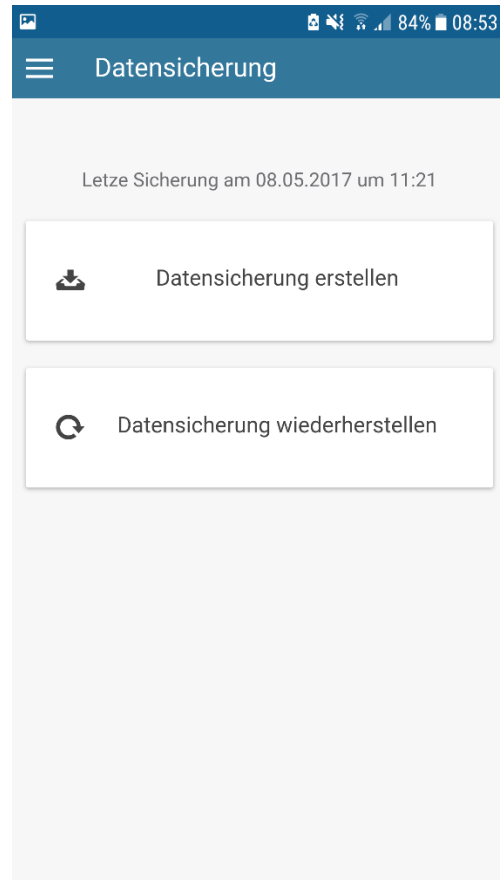 84% 08:53
Datensicherung
Letze Sicherung am 08.05.2017 um 11:21
Datensicherung erstellen
Datensicherung wiederherstellen